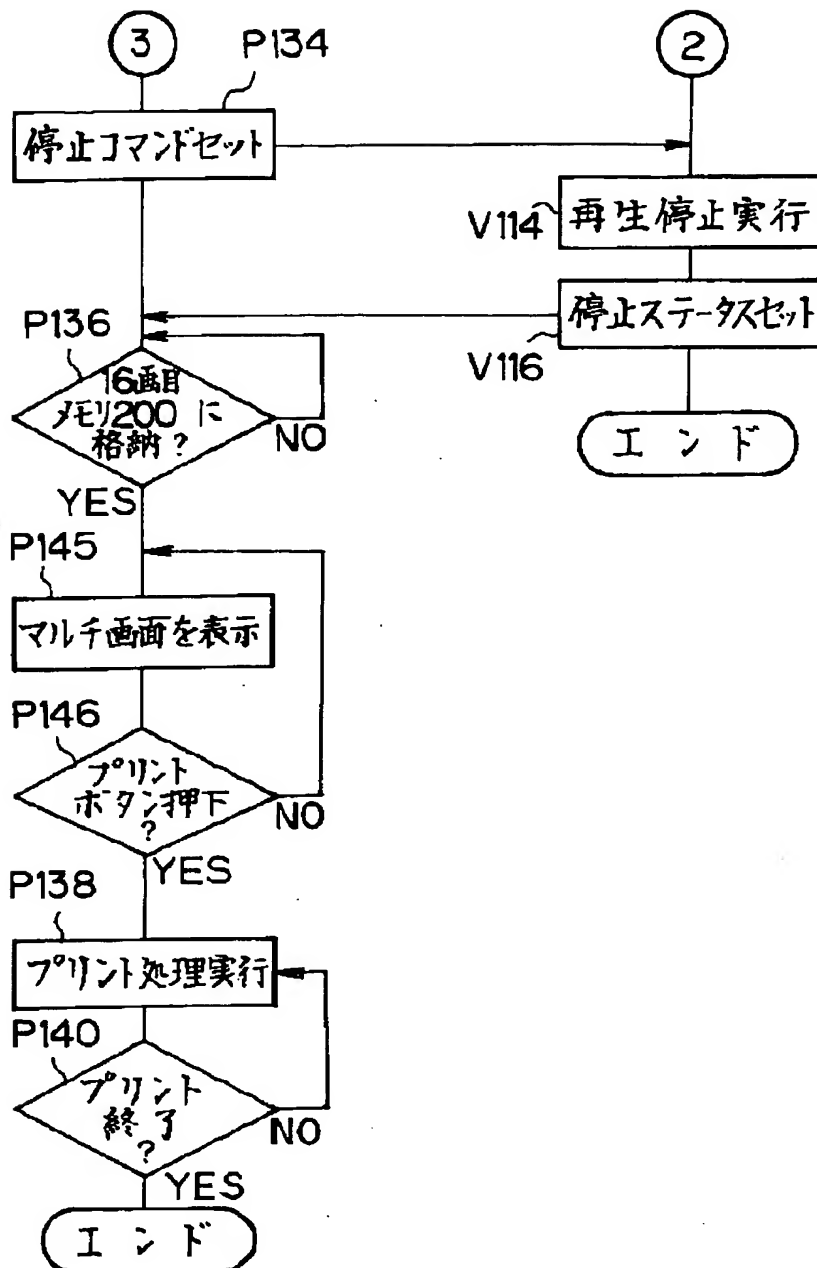 3
P134
2
停止コマンドセット
V114
再生停止実行
停止ステータスセット
V116
P136
16画目
メモリ200に
格納?
NO
YES
エンド
P145
マルチ画面を表示
P146
プリント
ボタン押下
?
NO
YES
P138
プリント処理実行
P140
プリント
終了
?
NO
YES
エンド